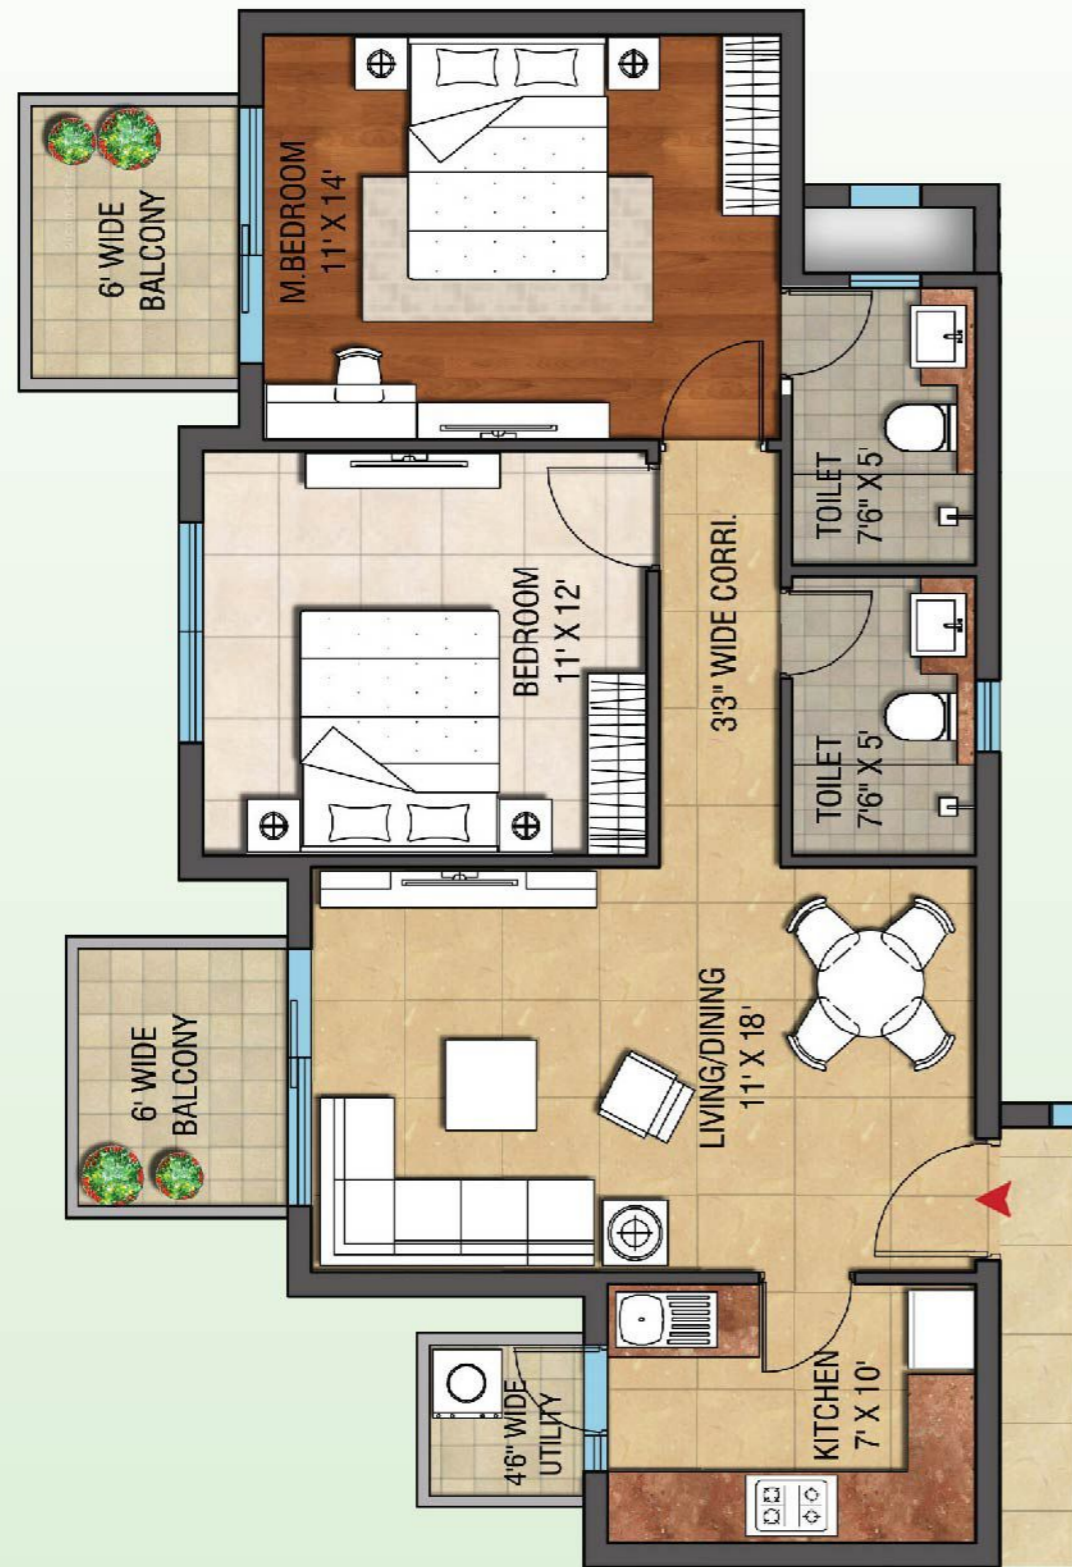 6' WIDE
BALCONY
M.BEDROOM
11' X 14'
BEDROOM
11' X 12'
3'3" WIDE CORRI.
TOILET
7'6" X 5'
TOILET
7'6" X 5'
6' WIDE
BALCONY
LIVING/DINING
11' X 18'
4'6" WIDE
UTILITY
KITCHEN
7' X 10'